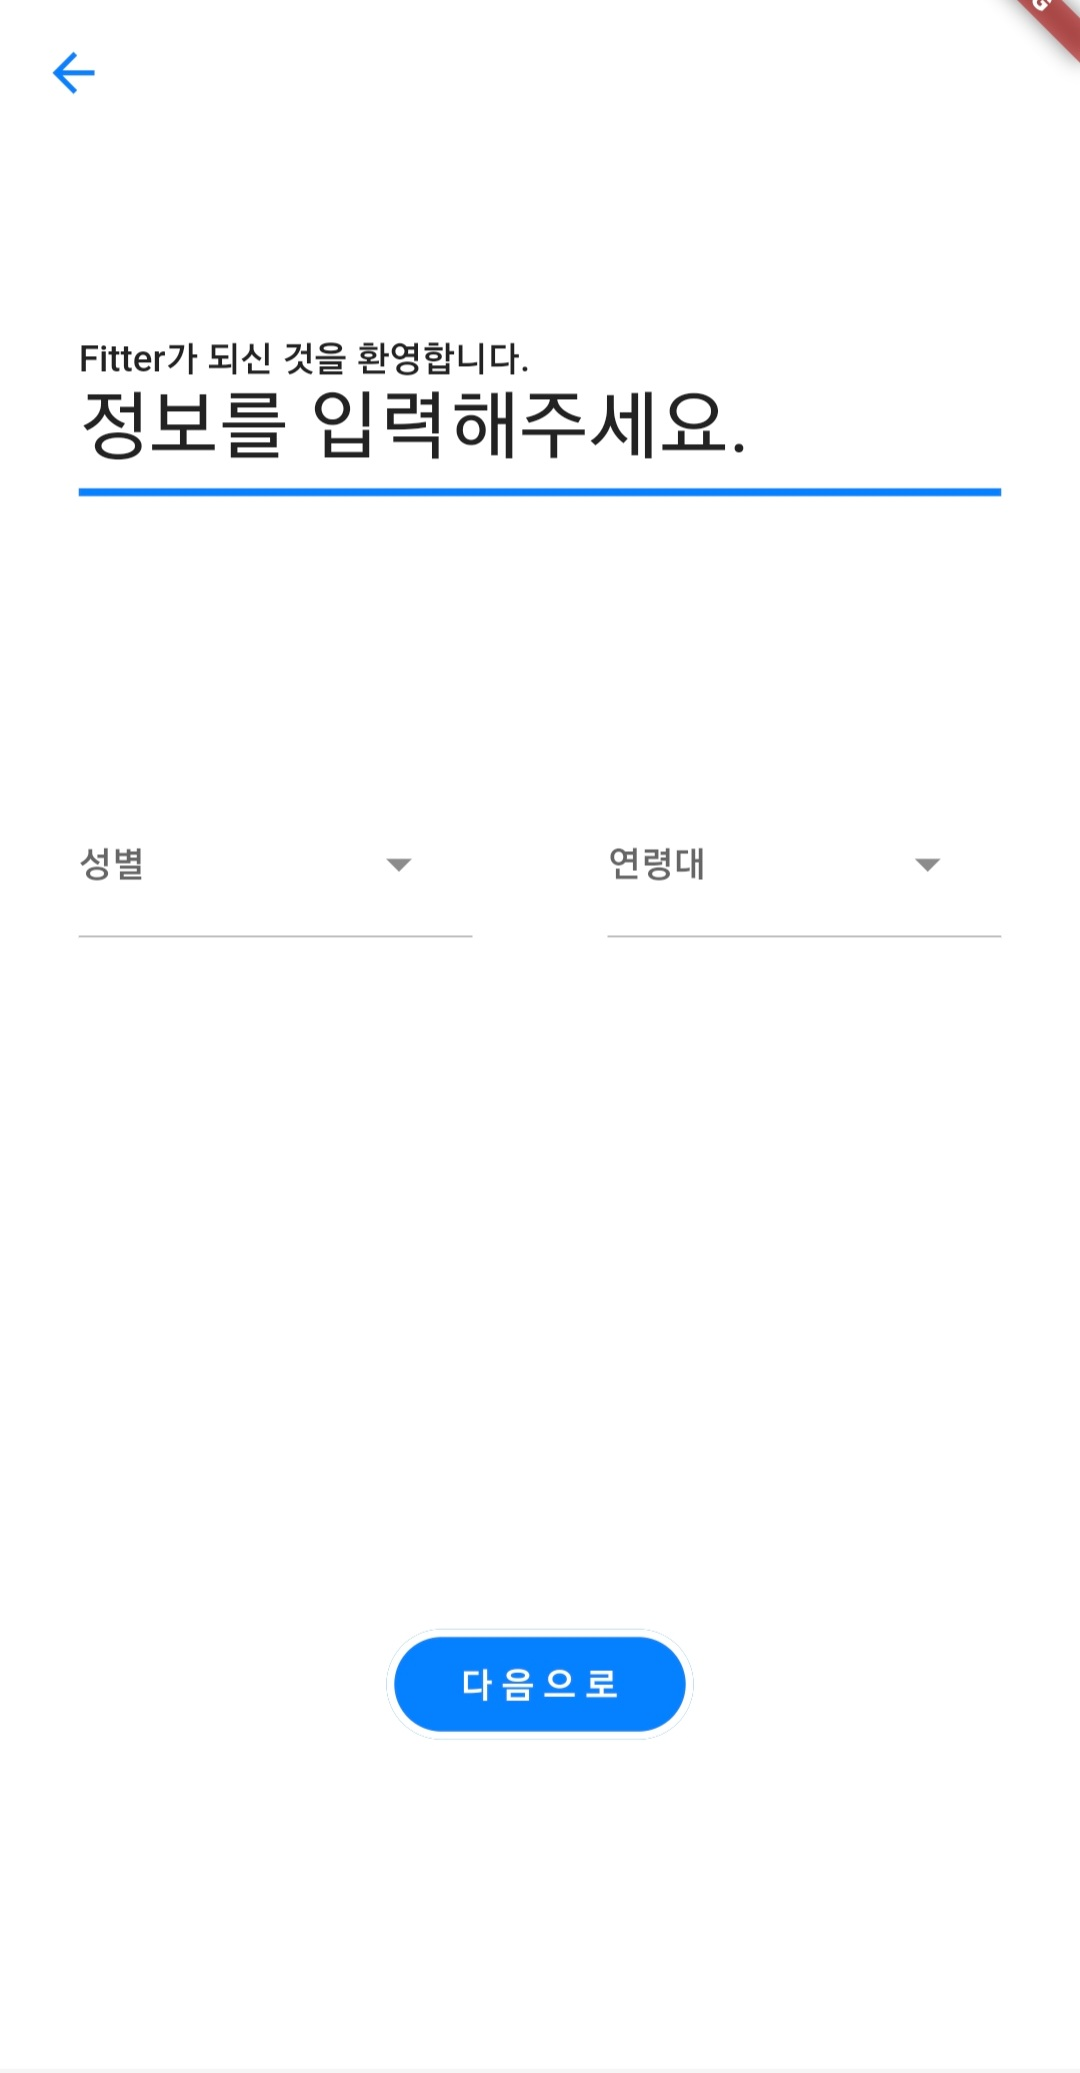 Fitter가 되신 것을 환영합니다.
정보를 입력해주세요.
성별
연령대
다음으로